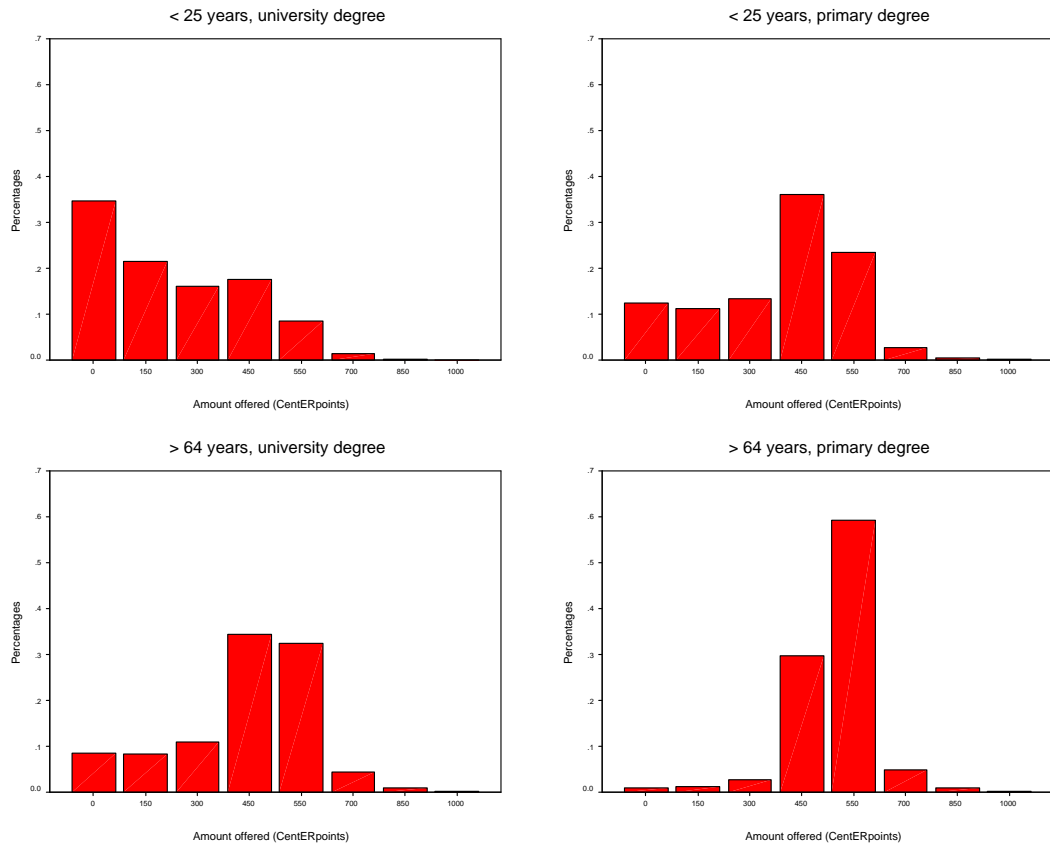 < 25 years, university degree
.7
.6
.5
.4
.3
.2
.1
0.0
Percentages
0 150 300 450 550 700 850 1000
Amount offered (CentERpoints)
< 25 years, primary degree
.7
.6
.5
.4
.3
.2
.1
0.0
Percentages
0 150 300 450 550 700 850 1000
Amount offered (CentERpoints)
> 64 years, university degree
.7
.6
.5
.4
.3
.2
.1
0.0
Percentages
0 150 300 450 550 700 850 1000
Amount offered (CentERpoints)
> 64 years, primary degree
.7
.6
.5
.4
.3
.2
.1
0.0
Percentages
0 150 300 450 550 700 850 1000
Amount offered (CentERpoints)